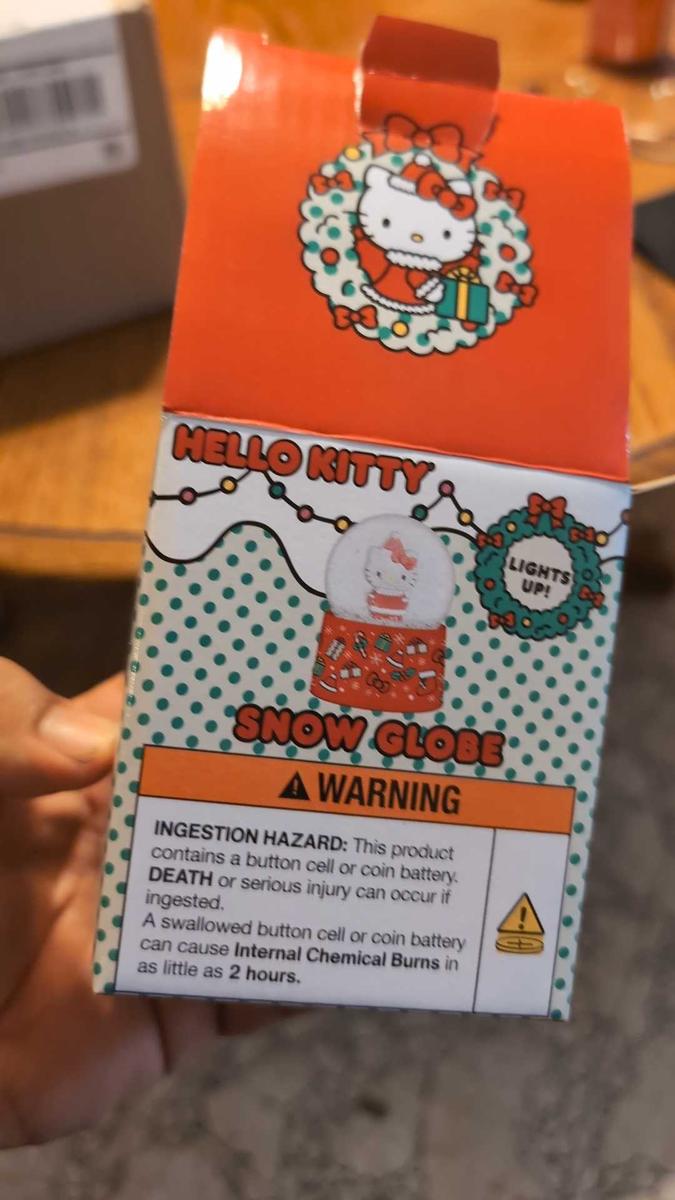 HELLO KITTY
LIGHTS
UP!
SNOW GLOBE
WARNING
INGESTION HAZARD: This product
contains a button cell or coin battery.
DEATH or serious injury can occur if
ingested.
A swallowed button cell or coin battery
can cause Internal Chemical Burns in
as little as 2 hours.